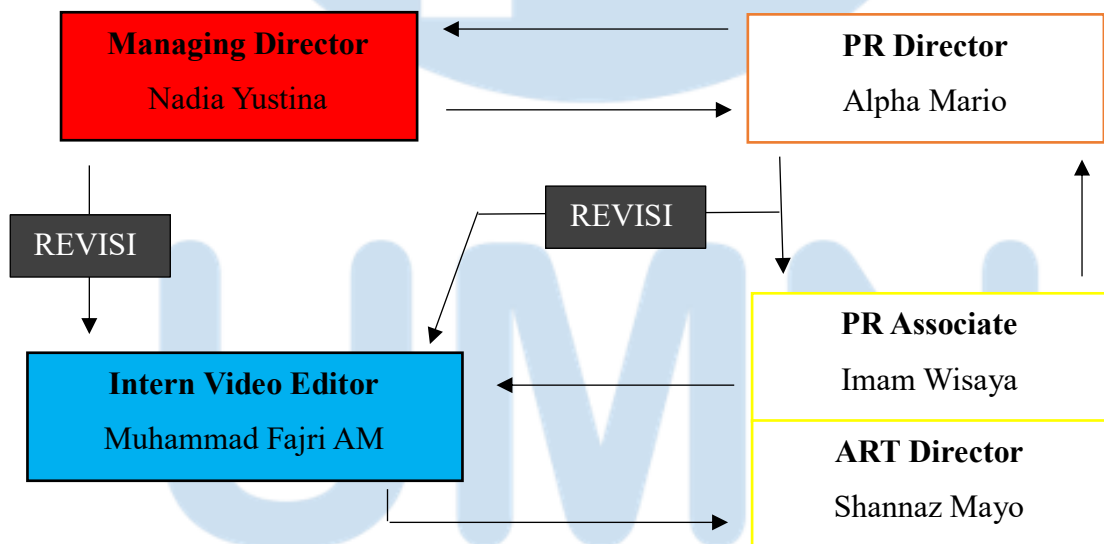 Managing Director
Nadia Yustina
PR Director
Alpha Mario
REVISI
REVISI
PR Associate
Imam Wisaya
Intern Video Editor
Muhammad Fajri AM
ART Director
Shannaz Mayo
UMN